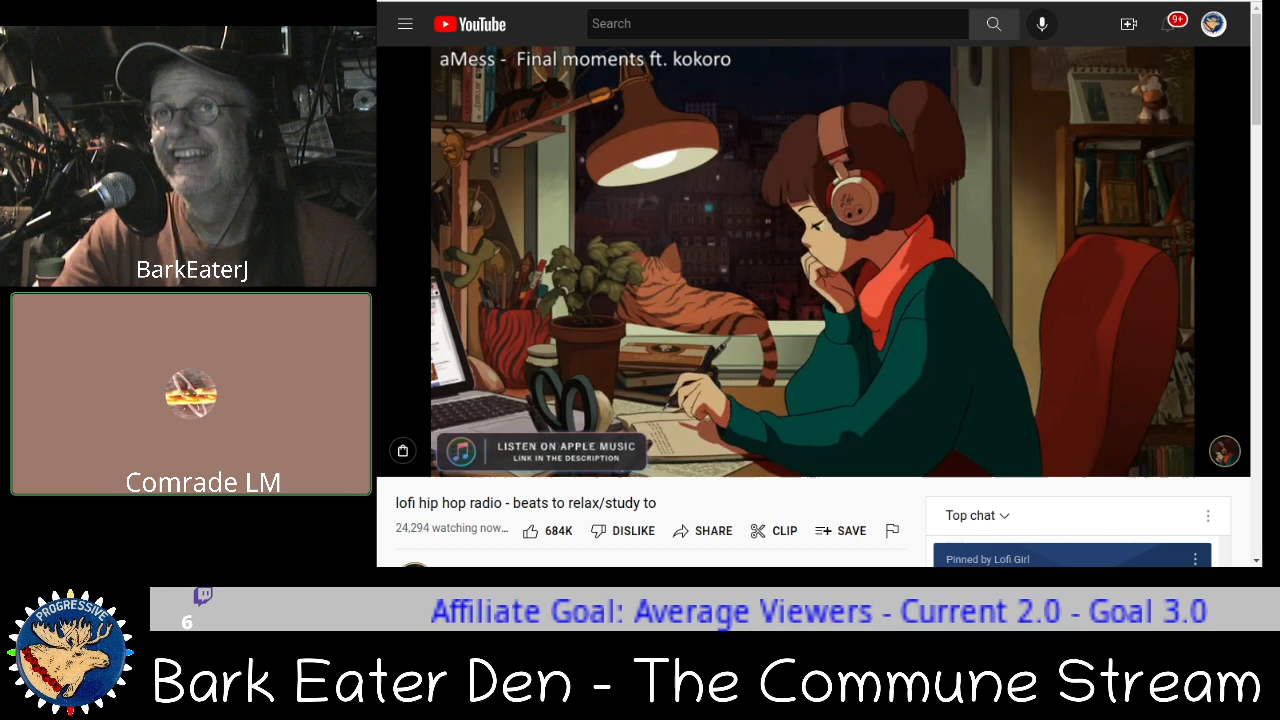 YouTube
Search
9+
aMess - Final moments ft. kokoro
BarkEaterJ
LISTEN ON APPLE MUSIC
LINK IN THE DESCRIPTION
Comrade LM
lofi hip hop radio - beats to relax/study to
24,294 watching now...
684K
DISLIKE
SHARE
CLIP
SAVE
Top chat
Pinned by Lofi Girl
PROGRESSIVE
6
Affiliate Goal: Average Viewers - Current 2.0 - Goal 3.0
Bark Eater Den - The Commune Stream